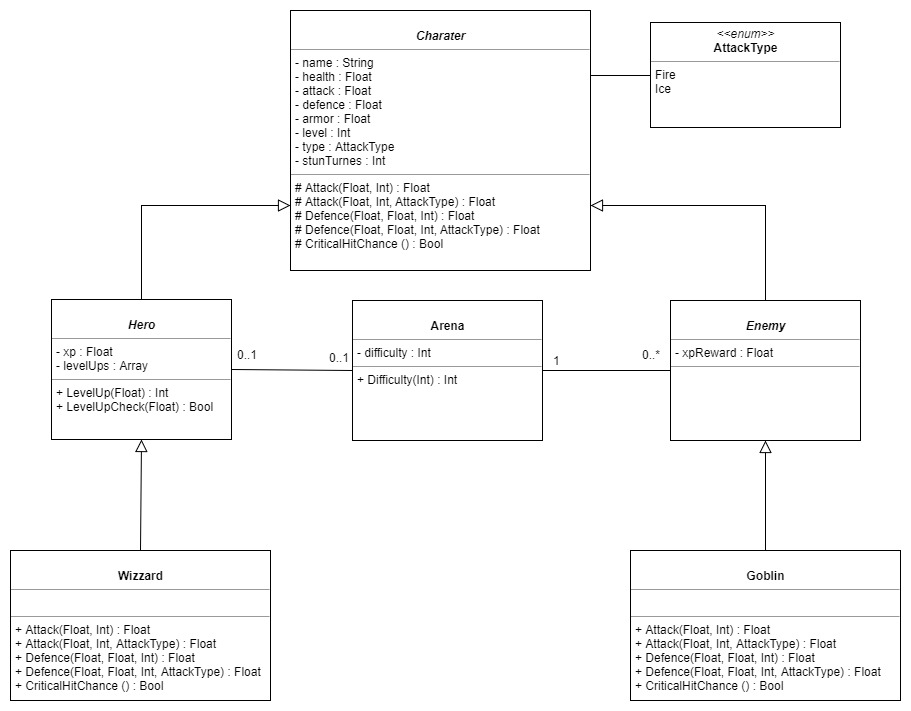 Charater
- name : String
- health : Float
- attack : Float
- defence : Float
- armor : Float
- level : Int
- type : AttackType
- stunTurnes : Int
# Attack(Float, Int) : Float
# Attack(Float, Int, AttackType) : Float
# Defence(Float, Float, Int) : Float
# Defence(Float, Float, Int, AttackType) : Float
# CriticalHitChance () : Bool
<<enum>>
AttackType
Fire
Ice
Hero
- xp : Float
- levelUps : Array
+ LevelUp(Float) : Int
+ LevelUpCheck(Float) : Bool
0..1
0..1
Arena
- difficulty : Int
+ Difficulty(Int) : Int
1
0..*
Enemy
- xpReward : Float
Wizzard
+ Attack(Float, Int) : Float
+ Attack(Float, Int, AttackType) : Float
+ Defence(Float, Float, Int) : Float
+ Defence(Float, Float, Int, AttackType) : Float
+ CriticalHitChance () : Bool
Goblin
+ Attack(Float, Int) : Float
+ Attack(Float, Int, AttackType) : Float
+ Defence(Float, Float, Int) : Float
+ Defence(Float, Float, Int, AttackType) : Float
+ CriticalHitChance () : Bool